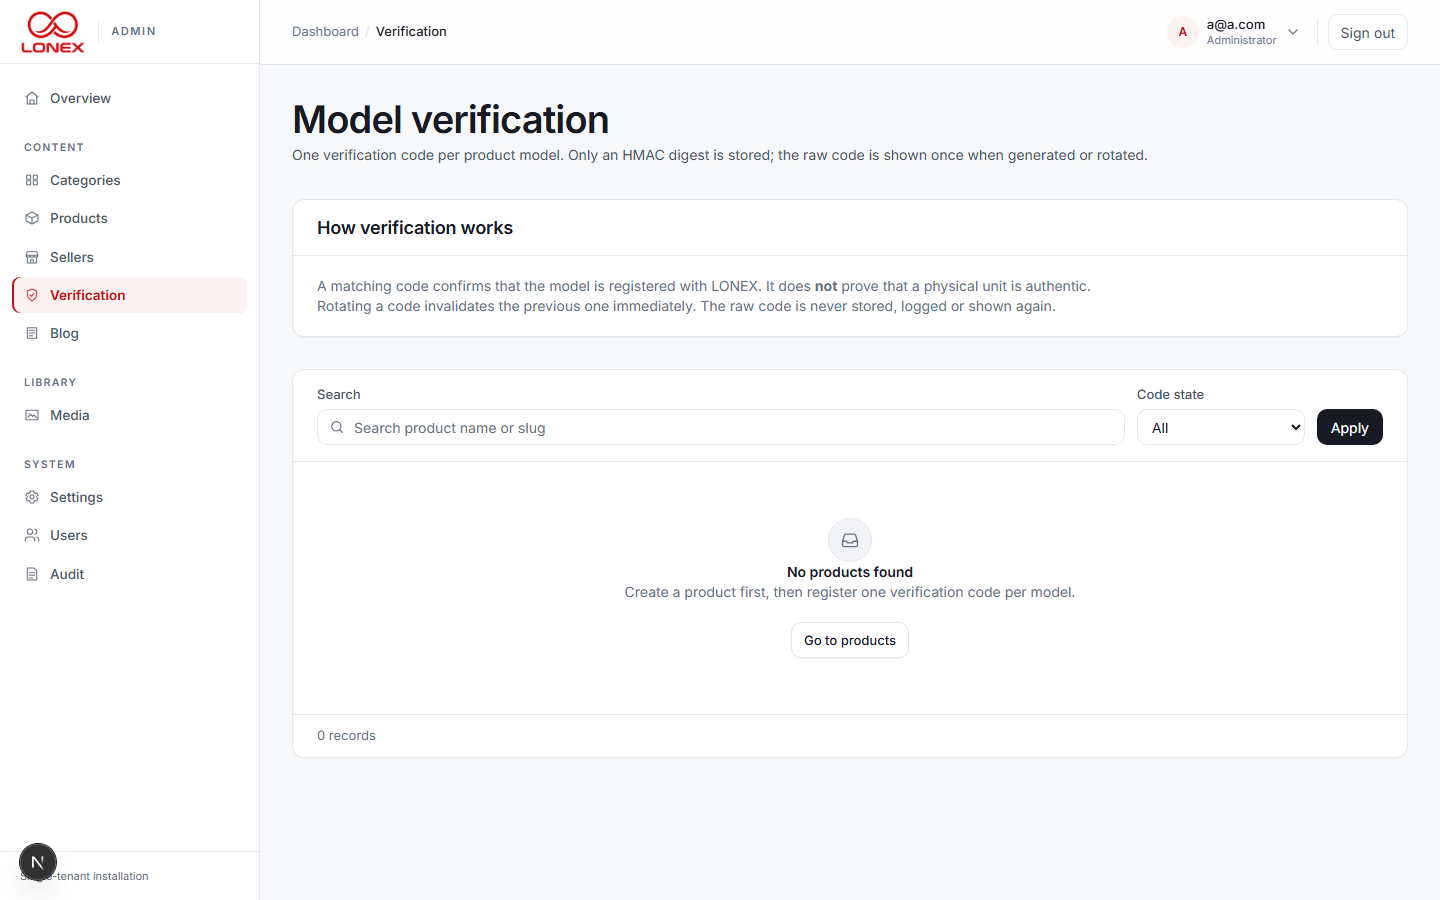 LONEX
ADMIN
Dashboard / Verification
A
a@a.com
Administrator
Sign out
Overview
CONTENT
Categories
Products
Sellers
Verification
Blog
LIBRARY
Media
SYSTEM
Settings
Users
Audit
N
-tenant installation
Model verification
One verification code per product model. Only an HMAC digest is stored; the raw code is shown once when generated or rotated.
How verification works
A matching code confirms that the model is registered with LONEX. It does not prove that a physical unit is authentic.
Rotating a code invalidates the previous one immediately. The raw code is never stored, logged or shown again.
Search
Search product name or slug
Code state
All
Apply
No products found
Create a product first, then register one verification code per model.
Go to products
0 records